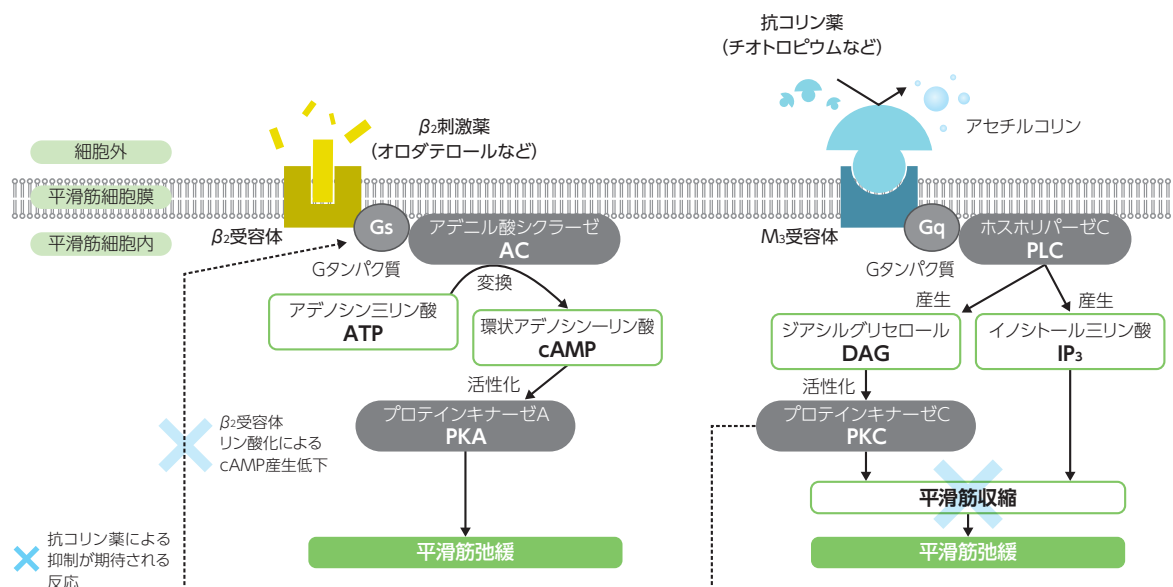 抗コリン薬
（チオトロピウムなど）
アセチルコリン
β₂刺激薬
（オロダテロールなど）
細胞外
平滑筋細胞膜
平滑筋細胞内
β₂受容体
Gs
アデニル酸シクラーゼ
AC
Gタンパク質
変換
アデノシン三リン酸
ATP
環状アデノシン一リン酸
cAMP
活性化
プロテインキナーゼA
PKA
β₂受容体
リン酸化による
cAMP産生低下
平滑筋弛緩
M₃受容体
Gq
ホスホリパーゼC
PLC
Gタンパク質
産生
産生
ジアシルグリセロール
DAG
イノシトール三リン酸
IP₃
活性化
プロテインキナーゼC
PKC
平滑筋収縮
平滑筋弛緩
抗コリン薬による
抑制が期待される
反応